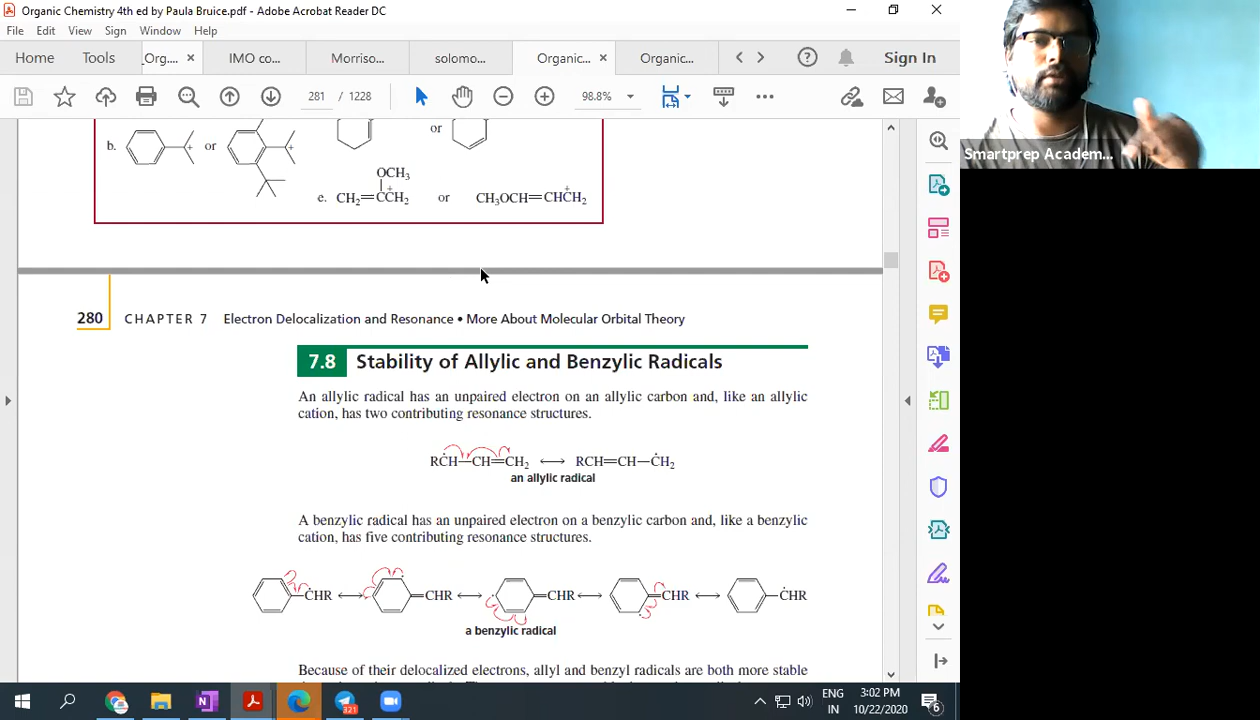 Organic Chemistry 4th ed by Paula Bruice.pdf - Adobe Acrobat Reader DC
File Edit View Sign Window Help
Home Tools _Org.... × IMO co... Morriso... solomo... Organic... × Organic... Sign In
281 / 1228 98.8%
Smartprep Academ...
b. or or
OCH₃
e. CH₂=CCH₂ + or CH₃OCH=CHCH₂ +
280 CHAPTER 7 Electron Delocalization and Resonance • More About Molecular Orbital Theory
7.8 Stability of Allylic and Benzylic Radicals
An allylic radical has an unpaired electron on an allylic carbon and, like an allylic
cation, has two contributing resonance structures.
RĊH—CH=CH₂ ⟷ RCH=CH—ĊH₂
an allylic radical
A benzylic radical has an unpaired electron on a benzylic carbon and, like a benzylic
cation, has five contributing resonance structures.
ĊHR ⟷ CHR ⟷ CHR ⟷ CHR ⟷ ĊHR
a benzylic radical
Because of their delocalized electrons, allyl and benzyl radicals are both more stable
321
ENG
IN
3:02 PM
10/22/2020
6